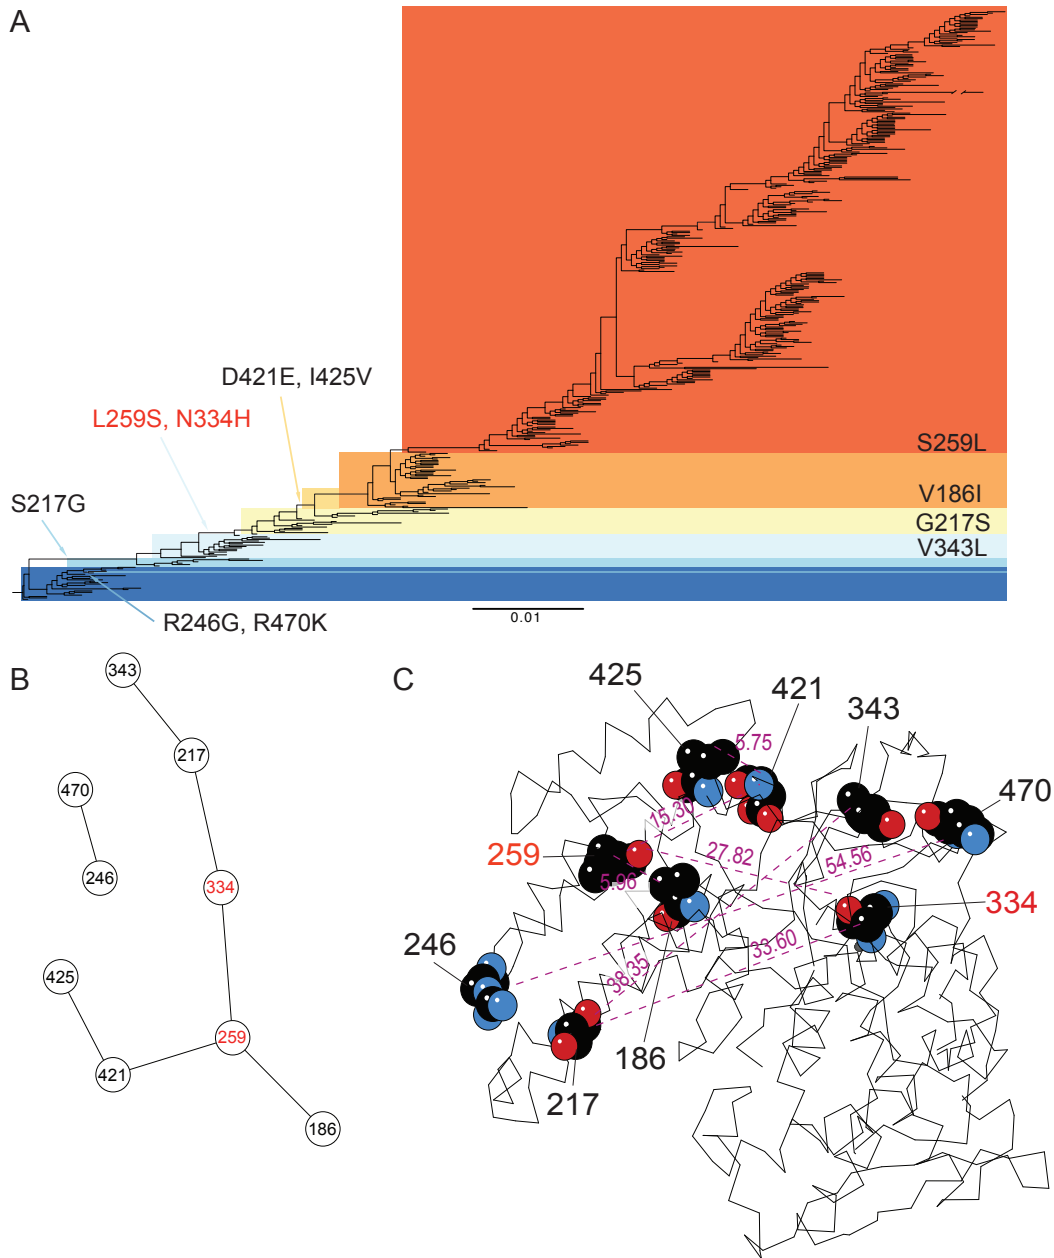 A
D421E, I425V
L259S, N334H
S259L
V186I
S217G
G217S
V343L
0.01
R246G, R470K
B
343
217
470
246
334
425
259
421
186
C
425
421
343
5.75
470
15.30
259
27.82
54.56
5.96
334
246
33.60
38.35
186
217